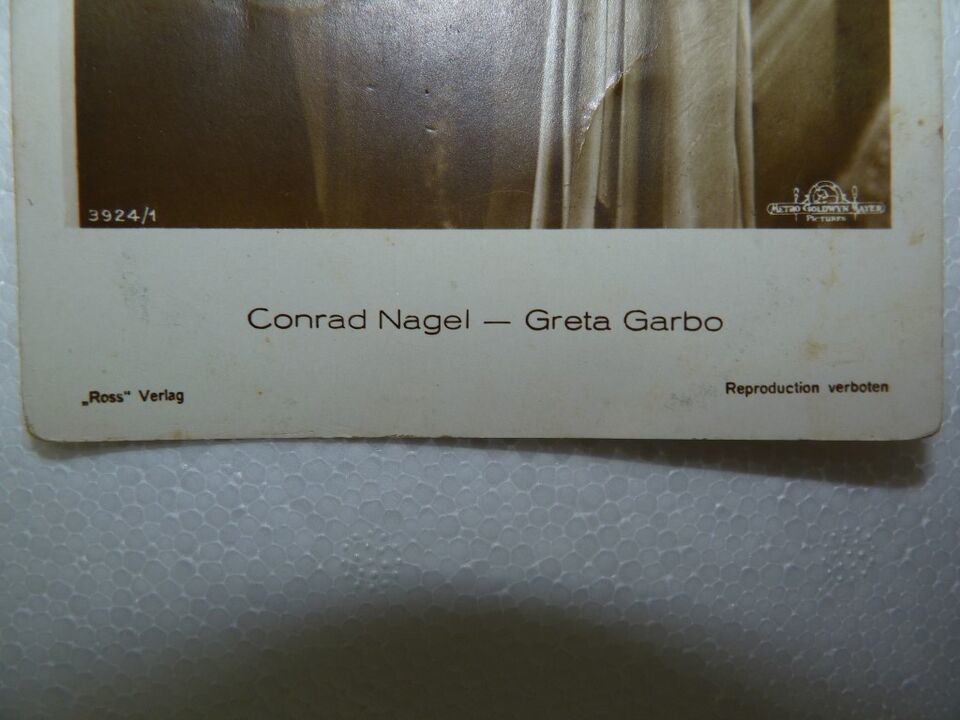 3924/1
METRO GOLDWYN MAYER
PICTURES
Conrad Nagel — Greta Garbo
„Ross“ Verlag
Reproduction verboten